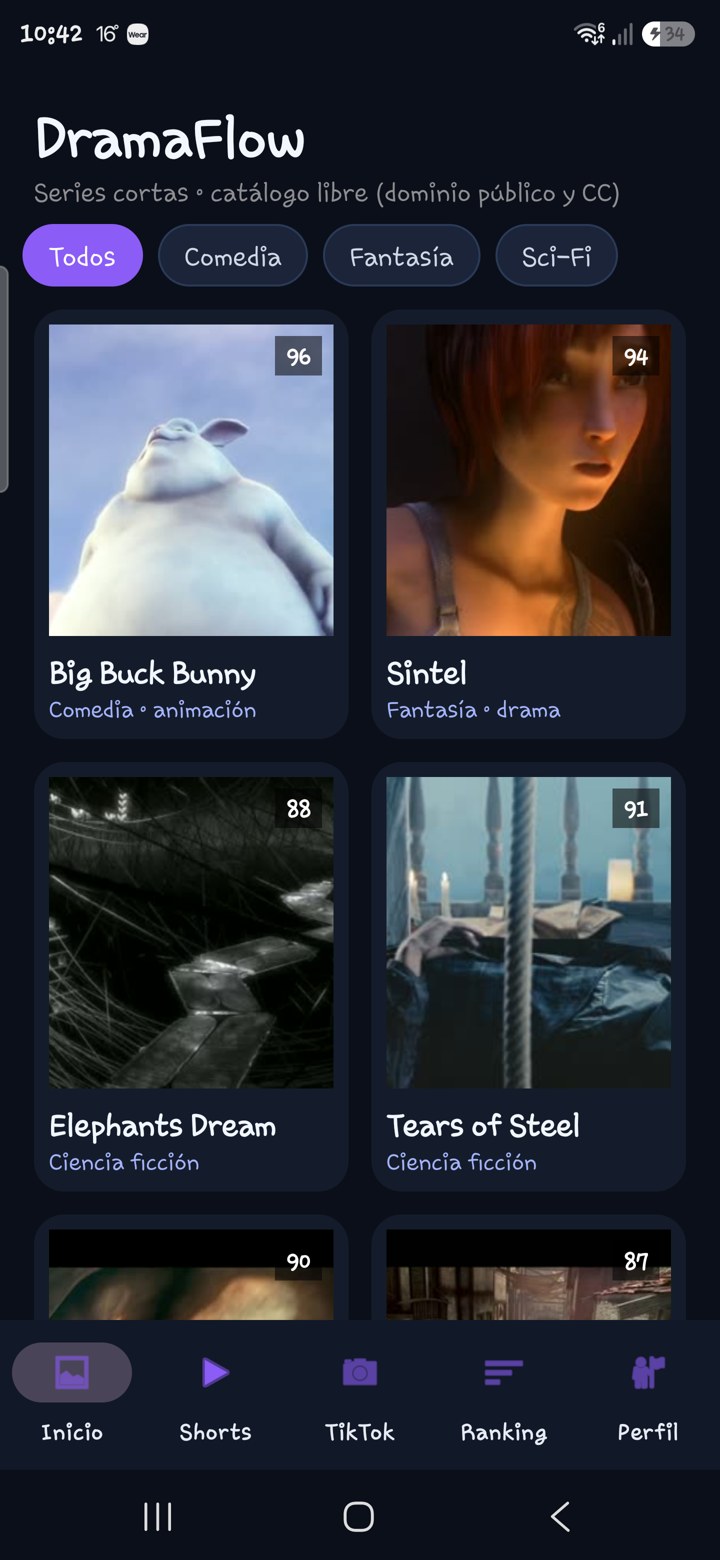 10:42 16° Wear 6 34
DramaFlow
Series cortas • catálogo libre (dominio público y CC)
Todos Comedia Fantasía Sci-Fi
96 94
Big Buck Bunny Sintel
Comedia • animación Fantasía • drama
88 91
Elephants Dream Tears of Steel
Ciencia ficción Ciencia ficción
90 87
Inicio Shorts TikTok Ranking Perfil